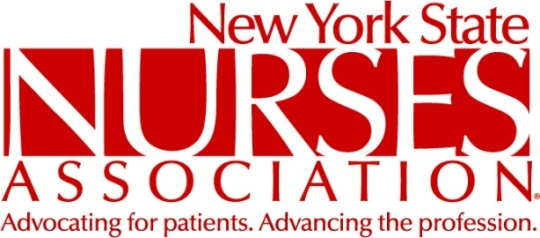 New York State
NURSES
ASSOCIATION®
Advocating for patients. Advancing the profession.